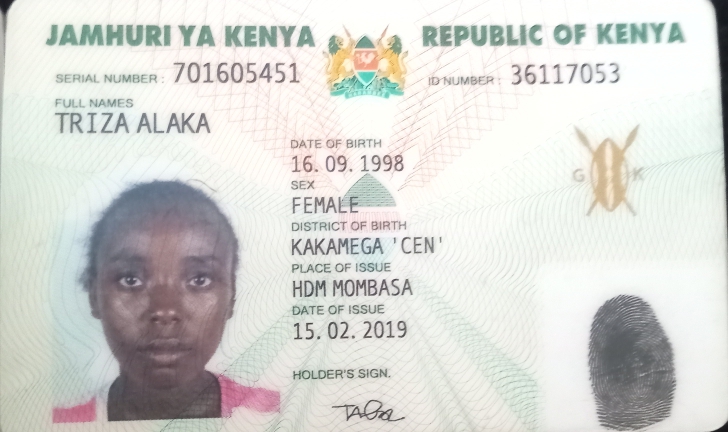 JAMHURI YA KENYA REPUBLIC OF KENYA
SERIAL NUMBER : 701605451 ID NUMBER : 36117053
FULL NAMES
TRIZA ALAKA
DATE OF BIRTH
16.09.1998
SEX
FEMALE
G K
DISTRICT OF BIRTH
KAKAMEGA 'CEN'
PLACE OF ISSUE
HDM MOMBASA
DATE OF ISSUE
15.02.2019
HOLDER'S SIGN.